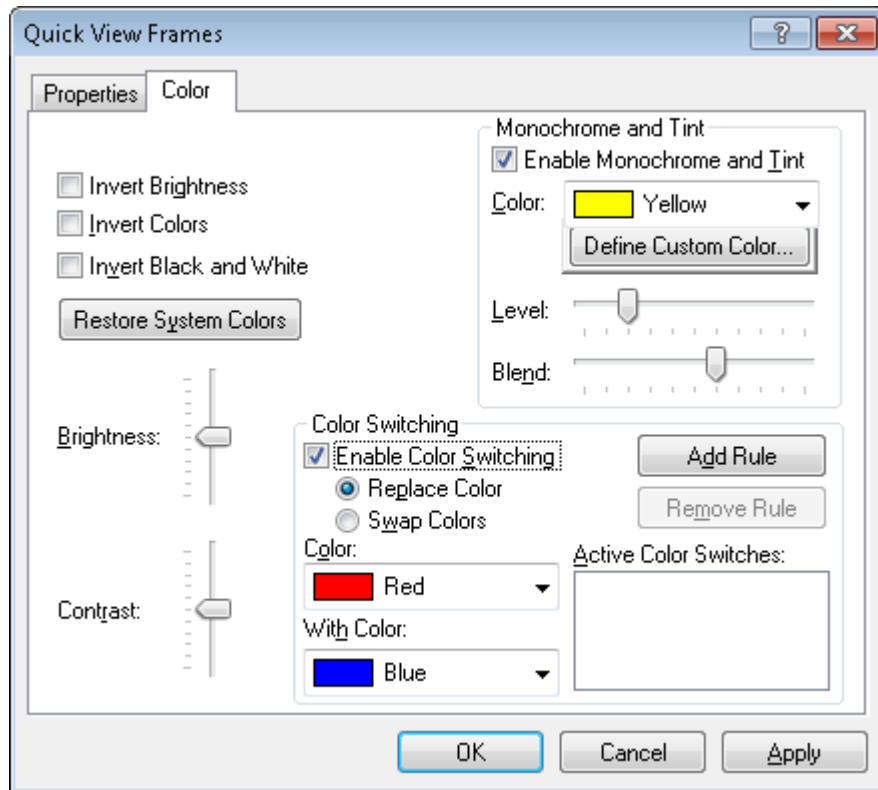 Quick View Frames
?
Properties
Color
Monochrome and Tint
Enable Monochrome and Tint
Color:
Yellow
Define Custom Color...
Level:
Blend:
Invert Brightness
Invert Colors
Invert Black and White
Restore System Colors
Brightness:
Contrast:
Color Switching
Enable Color Switching
Replace Color
Swap Colors
Color:
Red
With Color:
Blue
Add Rule
Remove Rule
Active Color Switches:
OK
Cancel
Apply